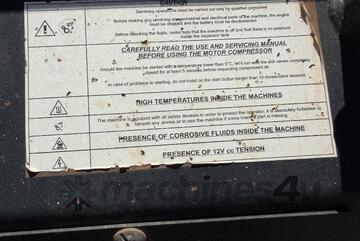 CAUTION
Servicing operations must be carried out only by qualified personnel
Before making any servicing on mechanical and electrical parts of the machine, the engine
must be stopped and the battery must be disconnected
Before checking the fluids, make sure that the machine is off and that there is no pressure
inside the separator tank
CAREFULLY READ THE USE AND SERVICING MANUAL
BEFORE USING THE MOTOR COMPRESSOR
Should the machine be started with a temperature lower than 5°C, let it run with the exit valves completely
closed for at least 5 minutes before requesting compressed air
In case of problems in starting, do not insist on the start button longer than 10 consecutive seconds
HIGH TEMPERATURES INSIDE THE MACHINES
The machine is equipped with all safety devices in order to protect the operator, it is absolutely forbidden to
tamper any device or to use the machine if some internal part is missing
PRESENCE OF CORROSIVE FLUIDS INSIDE THE MACHINE
PRESENCE OF 12V cc TENSION
machines4u